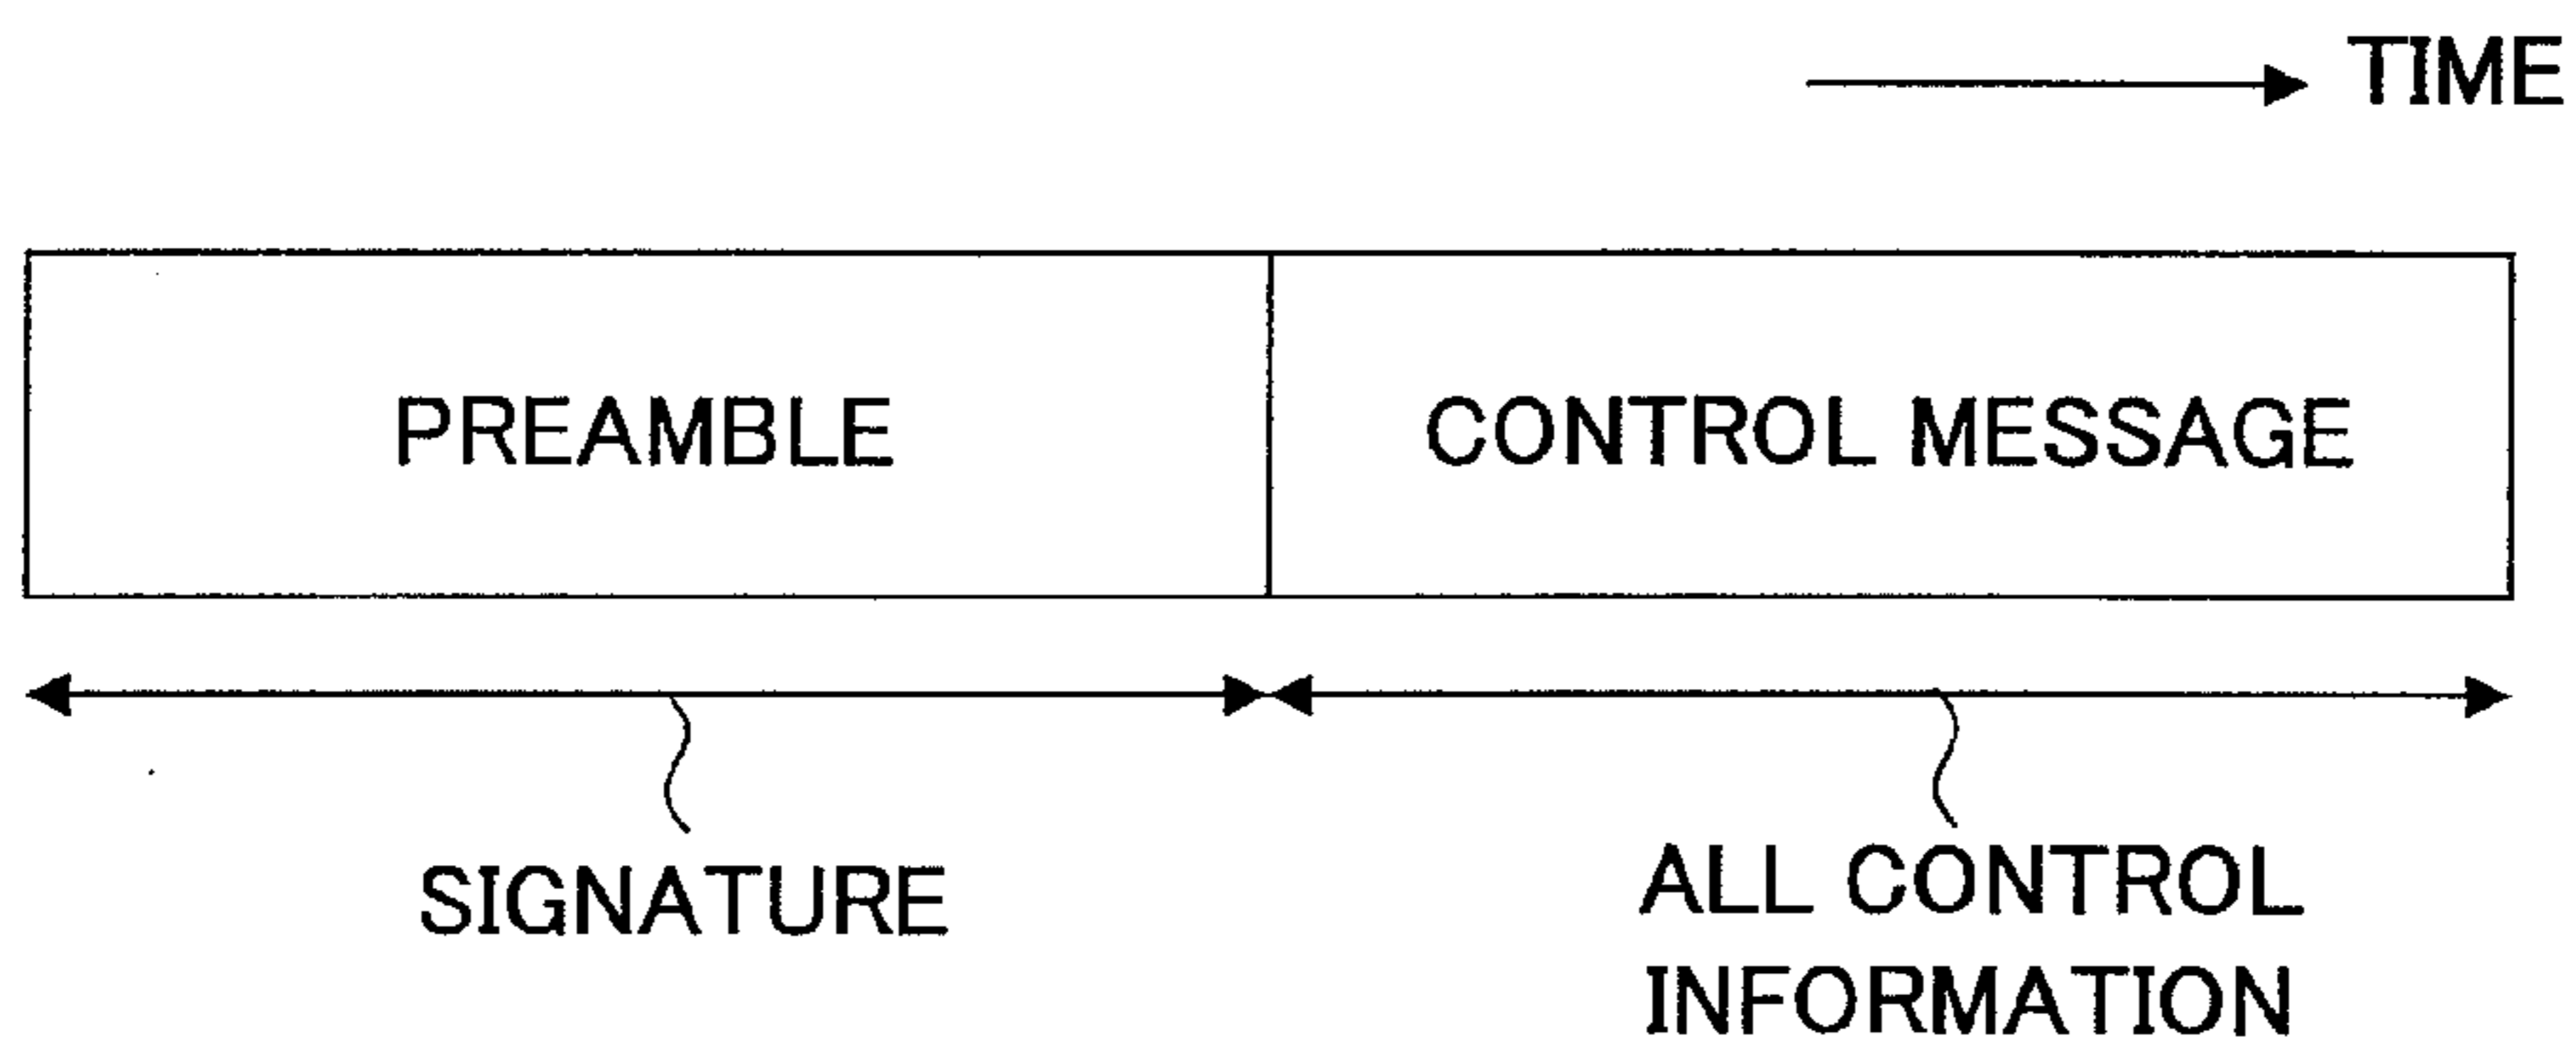 TIME
PREAMBLE
CONTROL MESSAGE
SIGNATURE
ALL CONTROL
INFORMATION